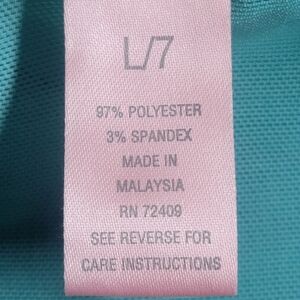 L/7
97% POLYESTER
3% SPANDEX
MADE IN
MALAYSIA
RN 72409
SEE REVERSE FOR
CARE INSTRUCTIONS